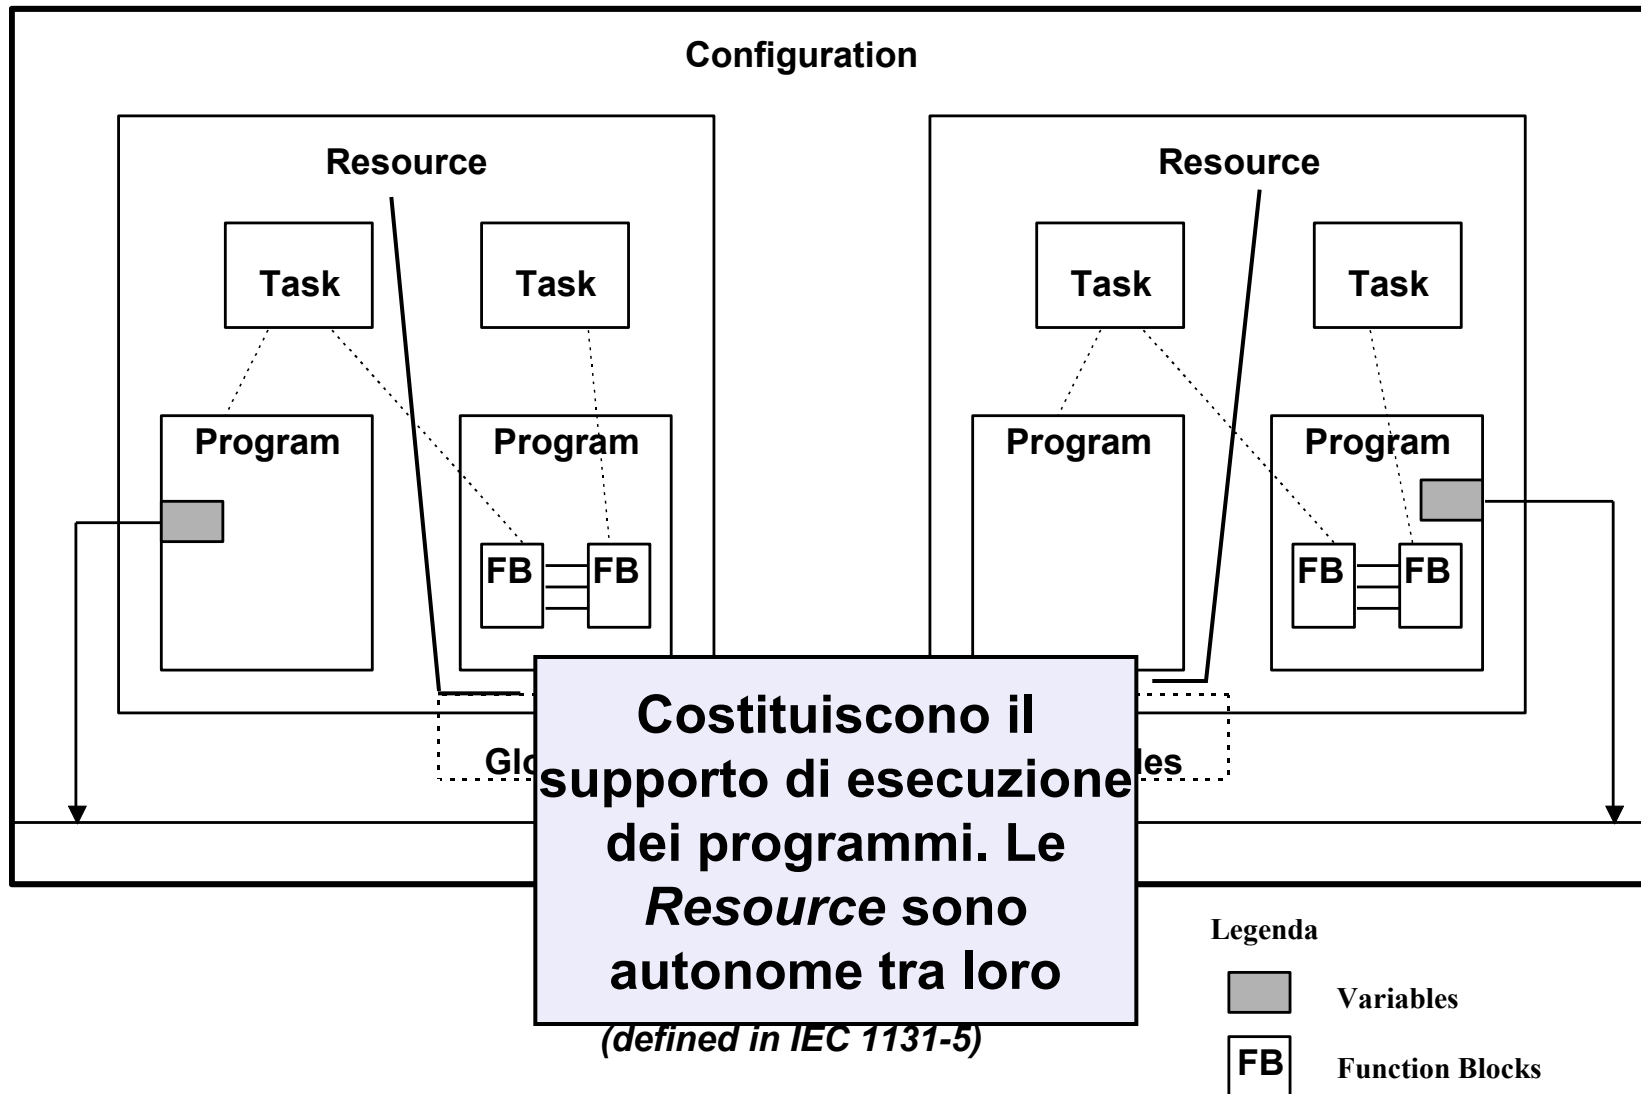 Configuration
Resource
Resource
Task
Task
Task
Task
Program
Program
Program
Program
FB
FB
FB
FB
Costituiscono il
supporto di esecuzione
dei programmi. Le
Resource sono
autonome tra loro
(defined in IEC 1131-5)
Legenda
Variables
FB
Function Blocks